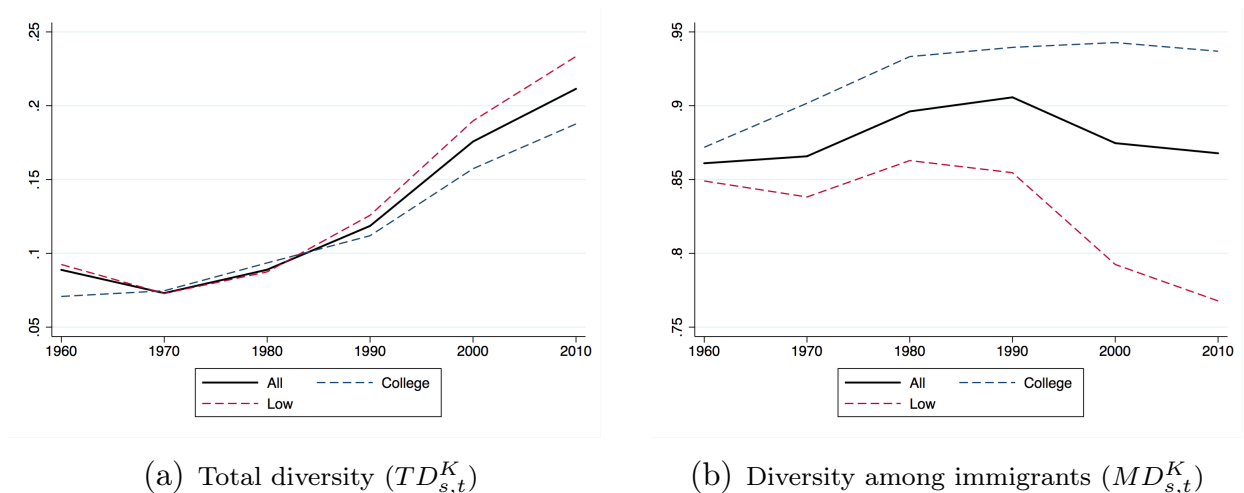 .25
.2
.15
.1
.05
1960 1970 1980 1990 2000 2010
All College
Low
(a) Total diversity (TD^K_{s,t})
.95
.9
.85
.8
.75
1960 1970 1980 1990 2000 2010
All College
Low
(b) Diversity among immigrants (MD^K_{s,t})